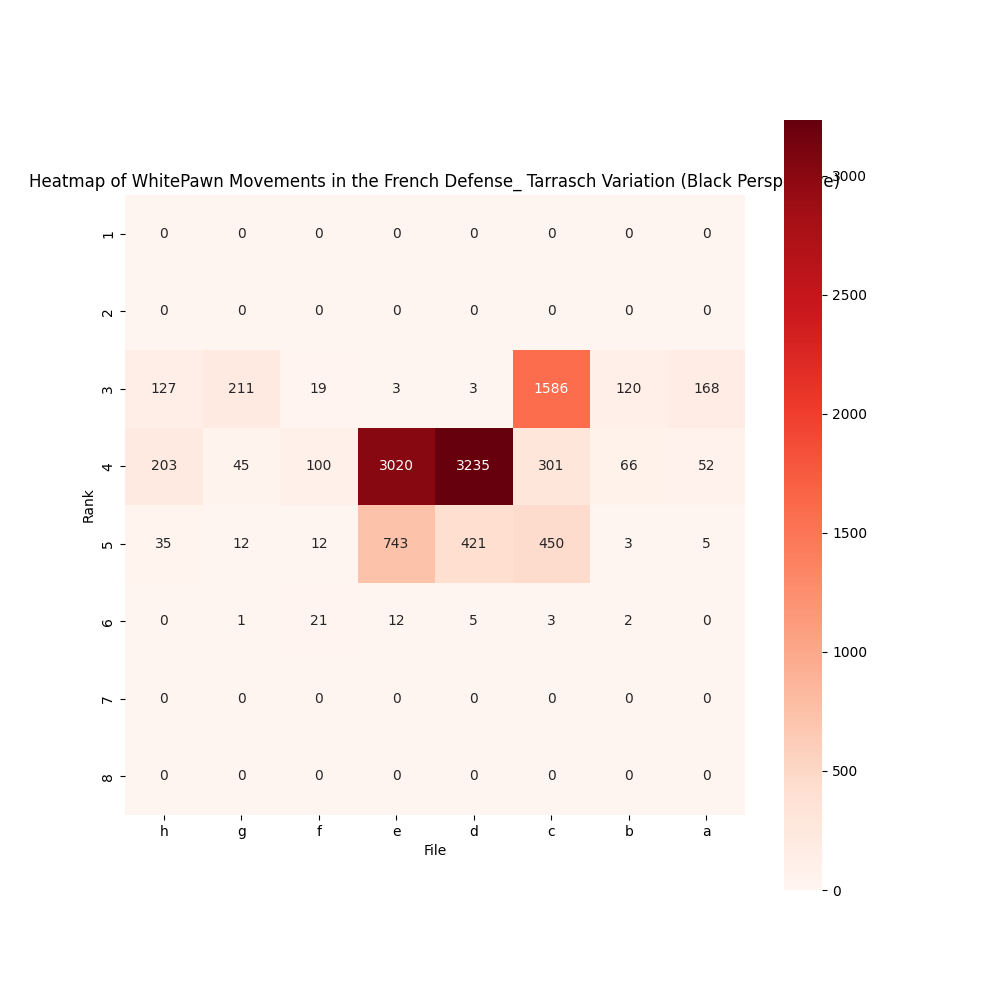 Heatmap of WhitePawn Movements in the French Defense_ Tarrasch Variation (Black
3000
1 0 0 0 0 0 0 0 0
2 0 0 0 0 0 0 0 0
2500
3 127 211 19 3 3 1586 120 168
2000
4 203 45 100 3020 3235 301 66 52
Rank
1500
5 35 12 12 743 421 450 3 5
6 0 1 21 12 5 3 2 0
1000
7 0 0 0 0 0 0 0 0
8 0 0 0 0 0 0 0 0
500
h g f e d c b a
File
0